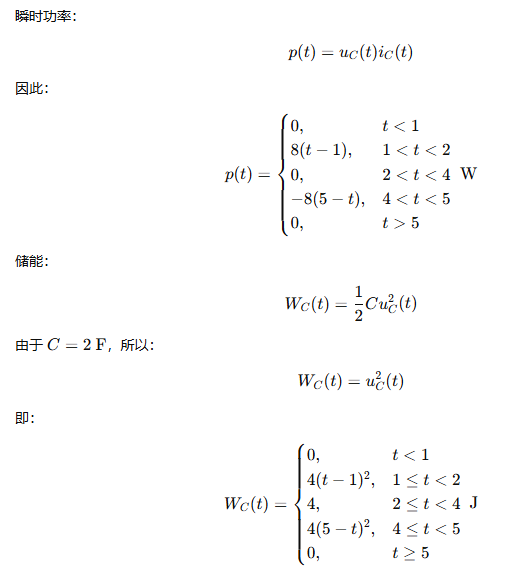 瞬时功率：
p(t) = u_C(t)i_C(t)
因此：
p(t) = { 0, t < 1
8(t − 1), 1 < t < 2
0, 2 < t < 4 W
−8(5 − t), 4 < t < 5
0, t > 5
储能：
W_C(t) = \frac{1}{2}Cu_C^2(t)
由于 C = 2 F，所以：
W_C(t) = u_C^2(t)
即：
W_C(t) = { 0, t < 1
4(t − 1)^2, 1 ≤ t < 2
4, 2 ≤ t < 4 J
4(5 − t)^2, 4 ≤ t < 5
0, t ≥ 5